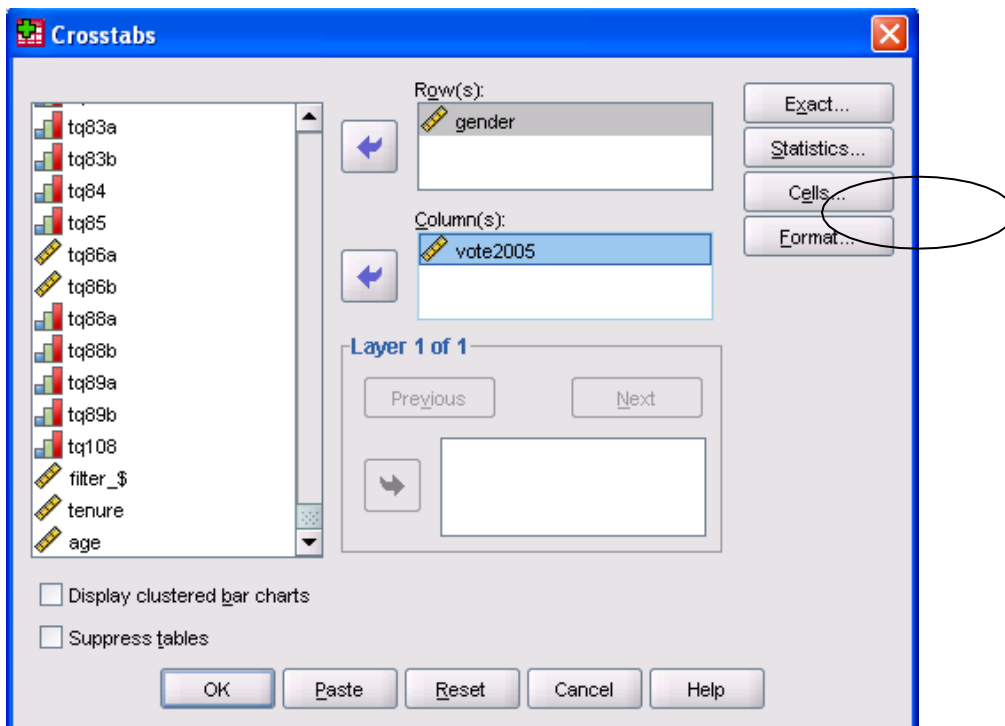 Crosstabs
tq83a
tq83b
tq84
tq85
tq86a
tq86b
tq88a
tq88b
tq89a
tq89b
tq108
filter_$
tenure
age
Row(s):
gender
Column(s):
vote2005
Layer 1 of 1
Previous
Next
Exact...
Statistics...
Cells...
Format...
Display clustered bar charts
Suppress tables
OK
Paste
Reset
Cancel
Help